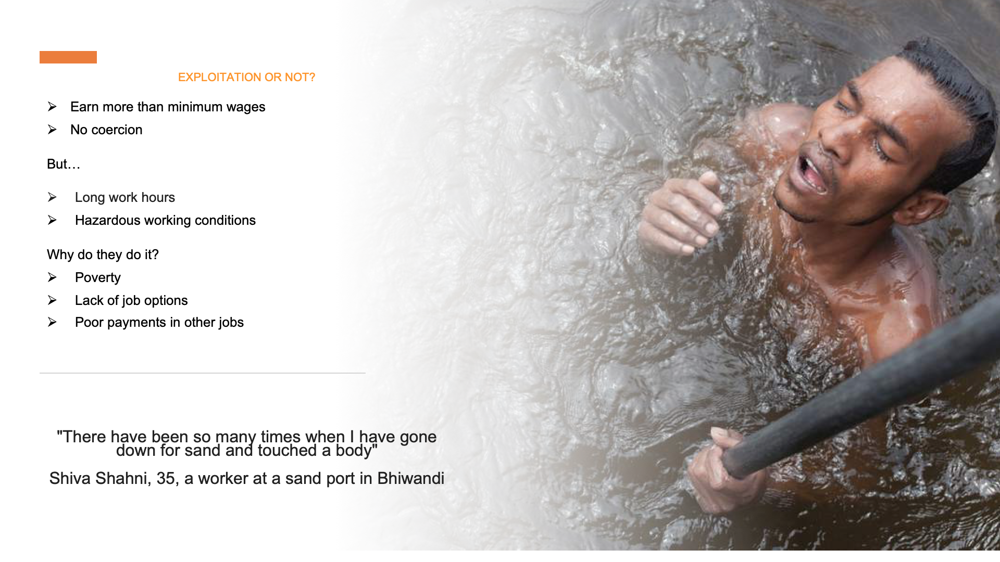 EXPLOITATION OR NOT?
➢ Earn more than minimum wages
➢ No coercion
But…
➢ Long work hours
➢ Hazardous working conditions
Why do they do it?
➢ Poverty
➢ Lack of job options
➢ Poor payments in other jobs
"There have been so many times when I have gone
down for sand and touched a body"
Shiva Shahni, 35, a worker at a sand port in Bhiwandi